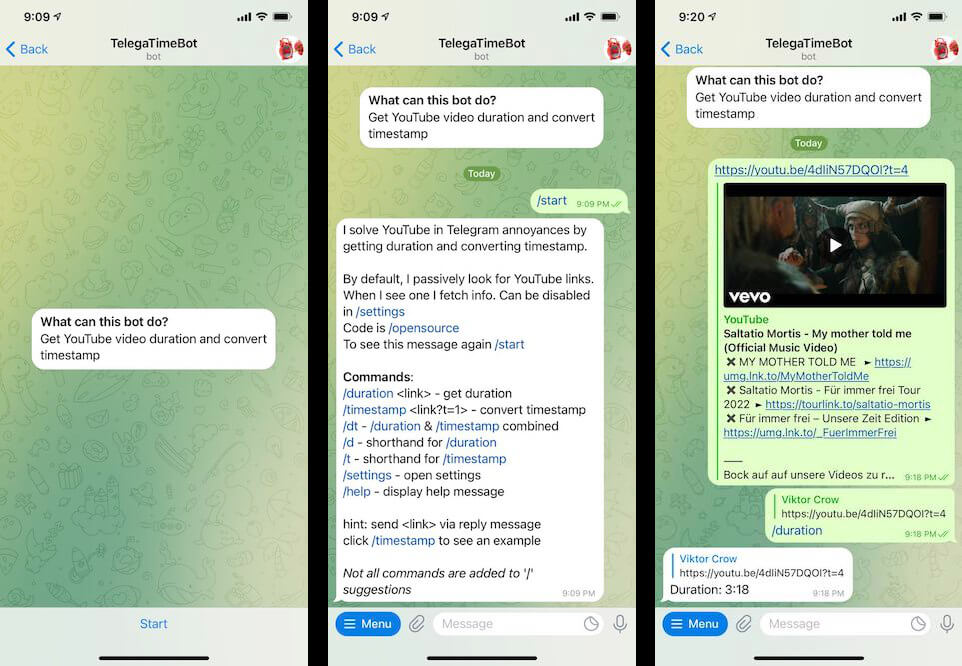 9:09
Back
TelegaTimeBot
bot
What can this bot do?
Get YouTube video duration and convert
timestamp
Start
9:09
Back
TelegaTimeBot
bot
What can this bot do?
Get YouTube video duration and convert
timestamp
Today
/start
9:09 PM
I solve YouTube in Telegram annoyances by
getting duration and converting timestamp.
By default, I passively look for YouTube links.
When I see one I fetch info. Can be disabled
in /settings
Code is /opensource
To see this message again /start
Commands:
/duration <link> - get duration
/timestamp <link?t=1> - convert timestamp
/dt - /duration & /timestamp combined
/d - shorthand for /duration
/t - shorthand for /timestamp
/settings - open settings
/help - display help message
hint: send <link> via reply message
click /timestamp to see an example
Not all commands are added to '/'
suggestions
9:09 PM
Menu
Message
9:20
Back
TelegaTimeBot
bot
What can this bot do?
Get YouTube video duration and convert
timestamp
Today
https://youtu.be/4dIiN57DQOI?t=4
vevo
YouTube
Saltatio Mortis - My mother told me
(Official Music Video)
❌ MY MOTHER TOLD ME ► https://
umg.lnk.to/MyMotherToldMe
❌ Saltatio Mortis - Für immer frei Tour
2022 ► https://tourlink.to/saltatio-mortis
❌ Für immer frei – Unsere Zeit Edition ►
https://umg.lnk.to/_FuerImmerFrei
___
Bock auf auf unsere Videos zu r...
9:18 PM
Viktor Crow
https://youtu.be/4dIiN57DQOI?t=4
/duration
9:18 PM
Viktor Crow
https://youtu.be/4dIiN57DQOI?t=4
Duration: 3:18
9:18 PM
Menu
Message